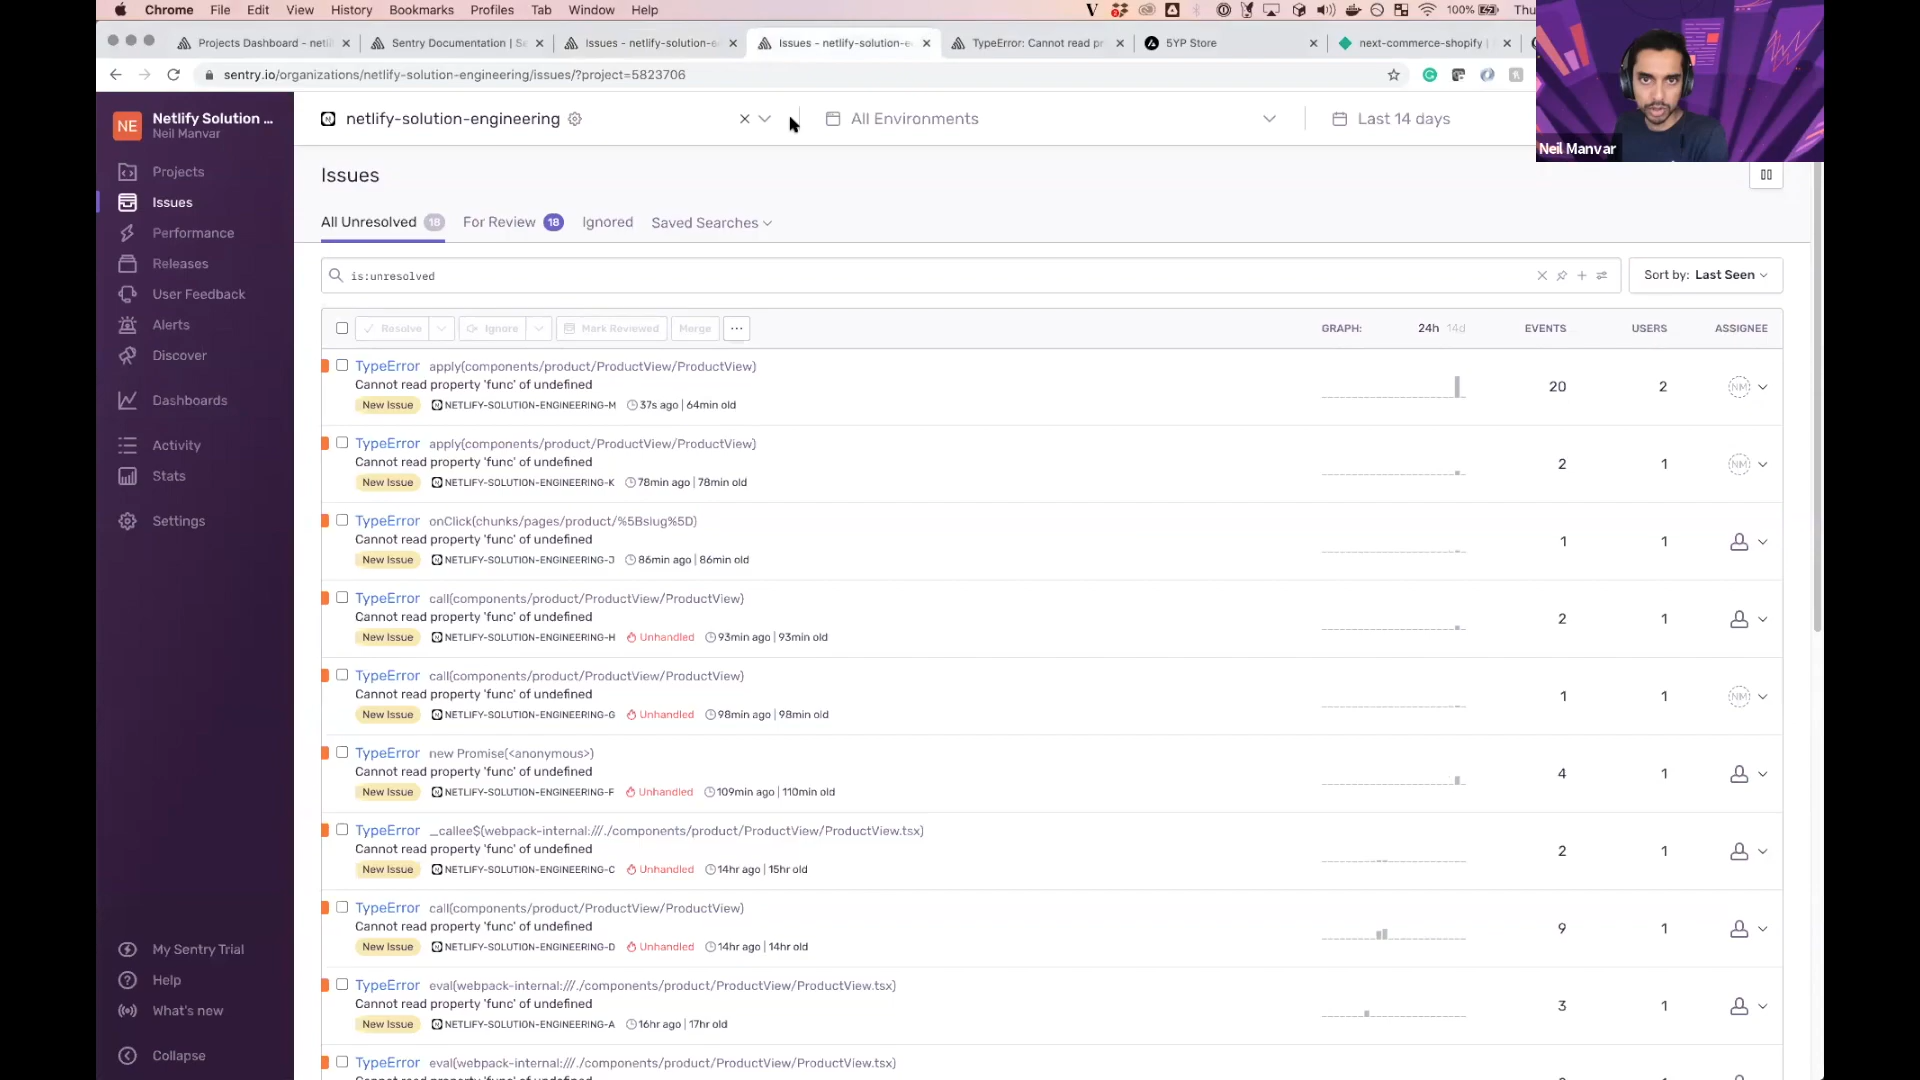 Chrome File Edit View History Bookmarks Profiles Tab Window Help 100% Thu
Projects Dashboard - netli
Sentry Documentation | Se
Issues - netlify-solution-e
Issues - netlify-solution-e
TypeError: Cannot read pr
5YP Store
next-commerce-shopify |
sentry.io/organizations/netlify-solution-engineering/issues/?project=5823706
Neil Manvar
NE
Netlify Solution ...
Neil Manvar
Projects
Issues
Performance
Releases
User Feedback
Alerts
Discover
Dashboards
Activity
Stats
Settings
My Sentry Trial
Help
What's new
Collapse
netlify-solution-engineering
All Environments
Last 14 days
Issues
All Unresolved 18 For Review 18 Ignored Saved Searches
is:unresolved
Sort by: Last Seen
Resolve Ignore Mark Reviewed Merge
GRAPH: 24h 14d EVENTS USERS ASSIGNEE
TypeError apply(components/product/ProductView/ProductView)
Cannot read property 'func' of undefined
New Issue NETLIFY-SOLUTION-ENGINEERING-M 37s ago | 64min old
20 2 NM
TypeError apply(components/product/ProductView/ProductView)
Cannot read property 'func' of undefined
New Issue NETLIFY-SOLUTION-ENGINEERING-K 78min ago | 78min old
2 1 NM
TypeError onClick(chunks/pages/product/%5Bslug%5D)
Cannot read property 'func' of undefined
New Issue NETLIFY-SOLUTION-ENGINEERING-J 86min ago | 86min old
1 1
TypeError call(components/product/ProductView/ProductView)
Cannot read property 'func' of undefined
New Issue NETLIFY-SOLUTION-ENGINEERING-H Unhandled 93min ago | 93min old
2 1
TypeError call(components/product/ProductView/ProductView)
Cannot read property 'func' of undefined
New Issue NETLIFY-SOLUTION-ENGINEERING-G Unhandled 98min ago | 98min old
1 1 NM
TypeError new Promise(<anonymous>)
Cannot read property 'func' of undefined
New Issue NETLIFY-SOLUTION-ENGINEERING-F Unhandled 109min ago | 110min old
4 1
TypeError _callee$(webpack-internal:///./components/product/ProductView/ProductView.tsx)
Cannot read property 'func' of undefined
New Issue NETLIFY-SOLUTION-ENGINEERING-C Unhandled 14hr ago | 15hr old
2 1
TypeError call(components/product/ProductView/ProductView)
Cannot read property 'func' of undefined
New Issue NETLIFY-SOLUTION-ENGINEERING-D Unhandled 14hr ago | 14hr old
9 1
TypeError eval(webpack-internal:///./components/product/ProductView/ProductView.tsx)
Cannot read property 'func' of undefined
New Issue NETLIFY-SOLUTION-ENGINEERING-A 16hr ago | 17hr old
3 1
TypeError eval(webpack-internal:///./components/product/ProductView/ProductView.tsx)